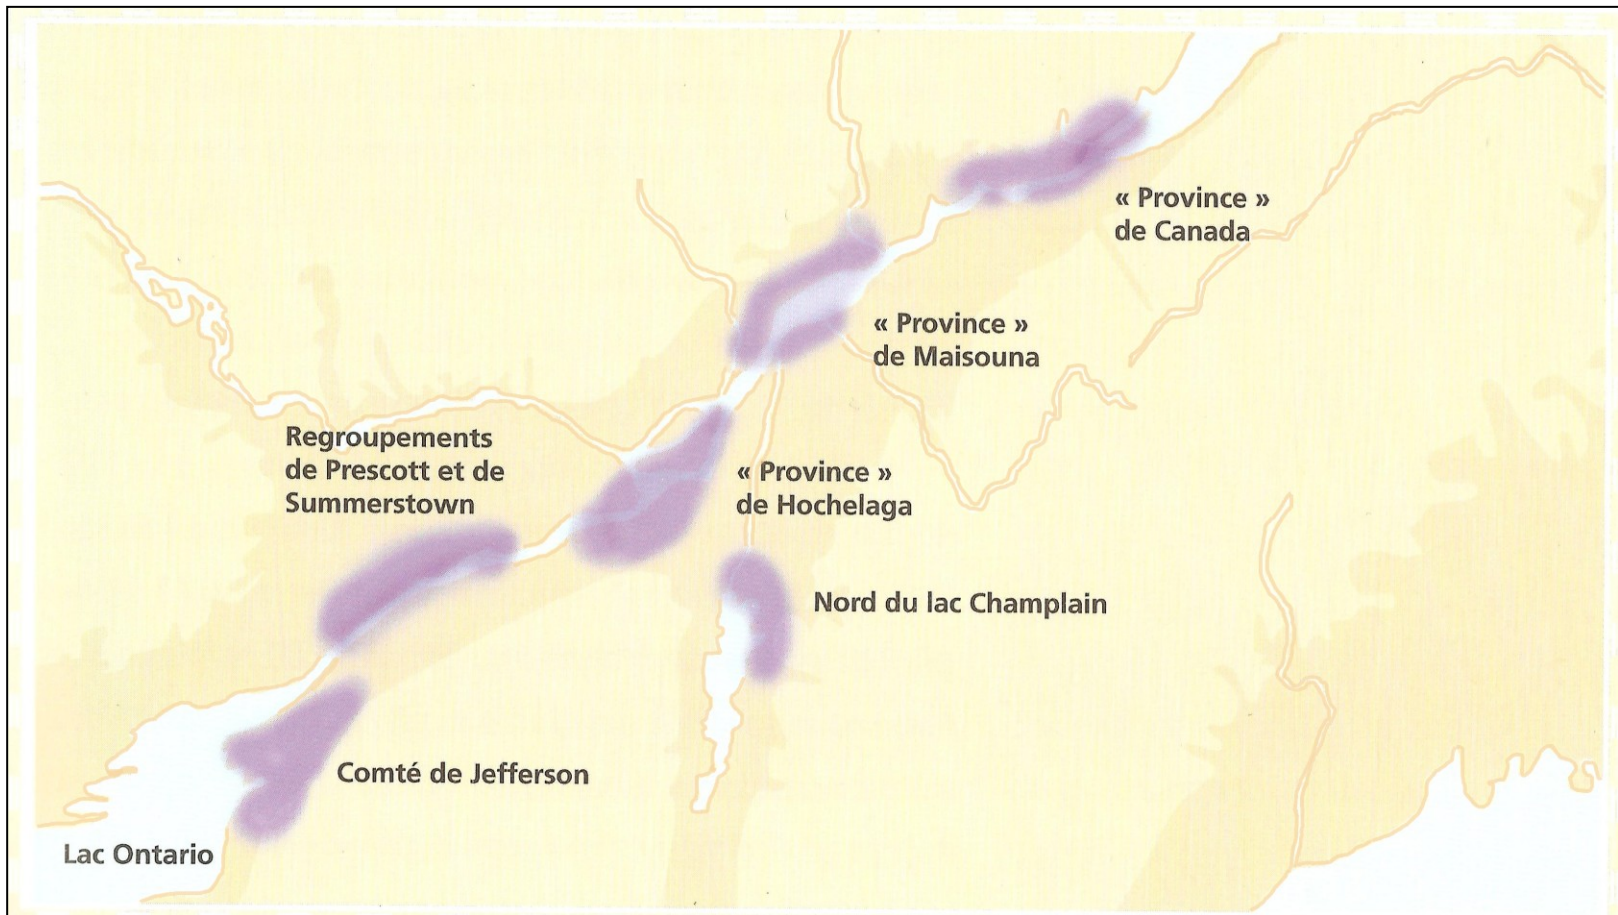 « Province »
de Canada
« Province »
de Maisouna
Regroupements
de Prescott et de
Summerstown
« Province »
de Hochelaga
Nord du lac Champlain
Comté de Jefferson
Lac Ontario